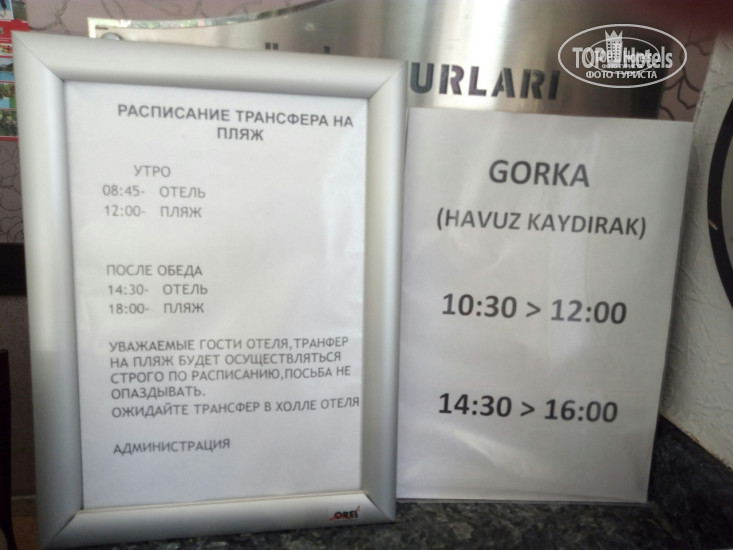 TOP Hotels
ФОТО ТУРИСТА
URLARI
РАСПИСАНИЕ ТРАНСФЕРА НА
ПЛЯЖ
УТРО
08:45- ОТЕЛЬ
12:00- ПЛЯЖ
ПОСЛЕ ОБЕДА
14:30- ОТЕЛЬ
18:00- ПЛЯЖ
УВАЖАЕМЫЕ ГОСТИ ОТЕЛЯ,ТРАНФЕР
НА ПЛЯЖ БУДЕТ ОСУЩЕСТВЛЯТЬСЯ
СТРОГО ПО РАСПИСАНИЮ,ПОСЬБА НЕ
ОПАЗДЫВАТЬ.
ОЖИДАЙТЕ ТРАНСФЕР В ХОЛЛЕ ОТЕЛЯ
АДМИНИСТРАЦИЯ
GORKA
(HAVUZ KAYDIRAK)
10:30 > 12:00
14:30 > 16:00